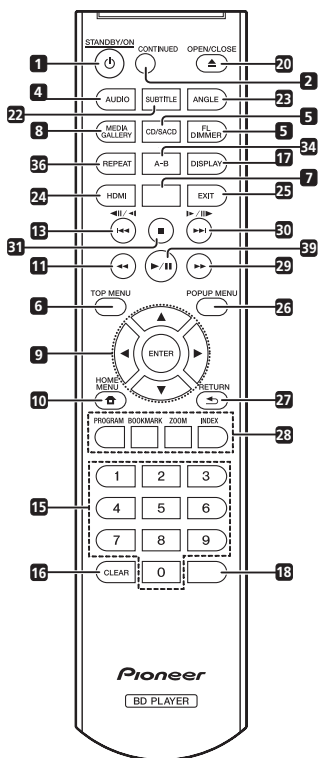 STANDBY/ON CONTINUED OPEN/CLOSE
1 20
2
4 AUDIO SUBTITLE ANGLE 23
22
8 MEDIA GALLERY CD/SACD FL DIMMER 5
5
34
36 REPEAT A-B DISPLAY 17
7
24 HDMI EXIT 25
13 30
31 39
11 29
6 TOP MENU POPUP MENU 26
9 ENTER
10 HOME MENU RETURN 27
PROGRAM BOOKMARK ZOOM INDEX 28
1 2 3
15 4 5 6
7 8 9
16 CLEAR 0 18
Pioneer
BD PLAYER